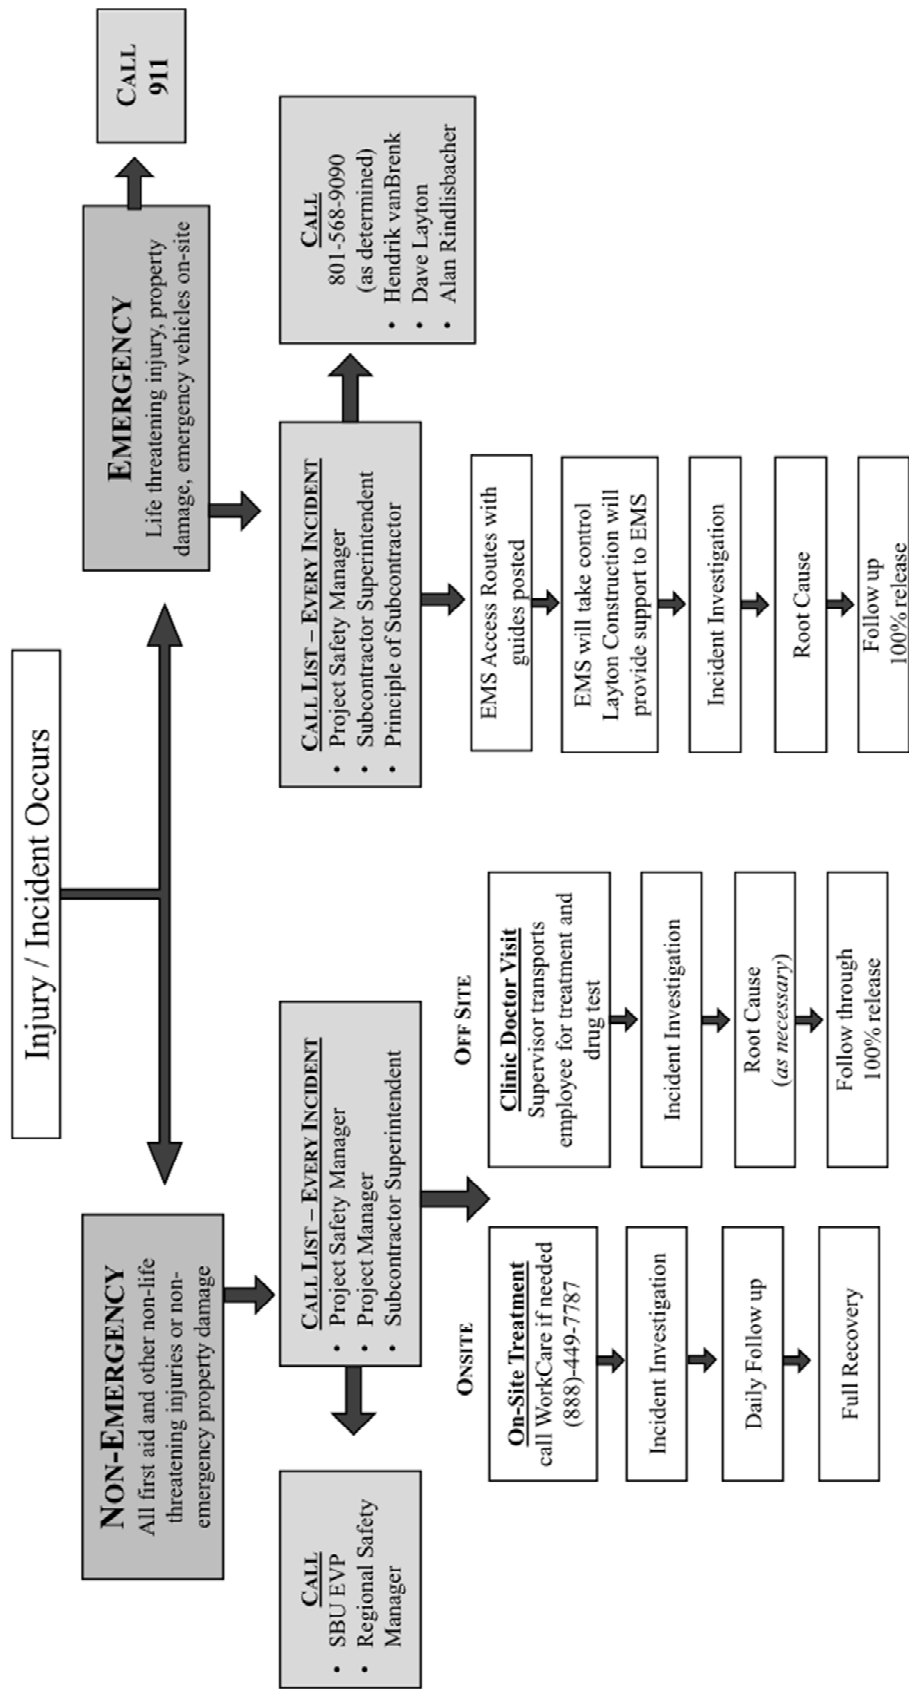 Injury / Incident Occurs
NON-EMERGENCY
All first aid and other non-life
threatening injuries or non-
emergency property damage
EMERGENCY
Life threatening injury, property
damage, emergency vehicles on-site
CALL
911
CALL
• SBU EVP
• Regional Safety
Manager
CALL LIST – EVERY INCIDENT
• Project Safety Manager
• Project Manager
• Subcontractor Superintendent
CALL LIST – EVERY INCIDENT
• Project Safety Manager
• Subcontractor Superintendent
• Principle of Subcontractor
CALL
801-568-9090
(as determined)
• Hendrik vanBrenk
• Dave Layton
• Alan Rindlisbacher
ONSITE
On-Site Treatment
call WorkCare if needed
(888)-449-7787
Incident Investigation
Daily Follow up
Full Recovery
OFF SITE
Clinic Doctor Visit
Supervisor transports
employee for treatment and
drug test
Incident Investigation
Root Cause
(as necessary)
Follow through
100% release
EMS Access Routes with
guides posted
EMS will take control
Layton Construction will
provide support to EMS
Incident Investigation
Root Cause
Follow up
100% release